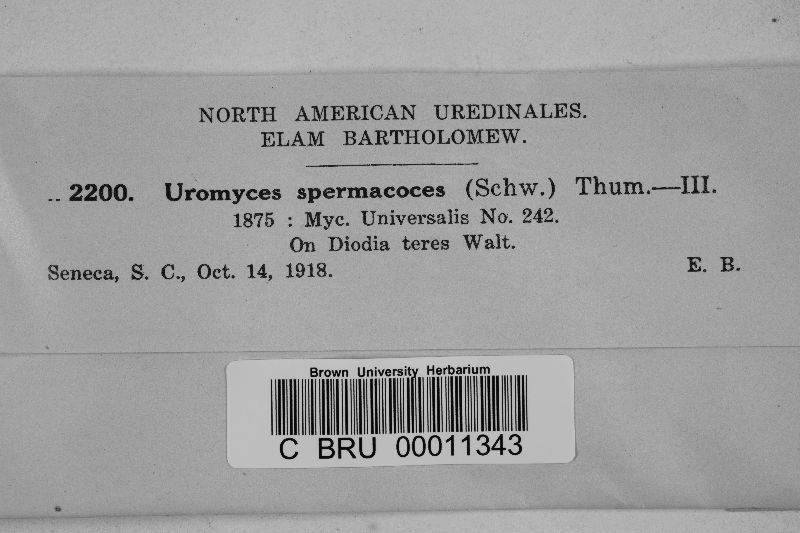 NORTH AMERICAN UREDINALES.
ELAM BARTHOLOMEW.
2200. Uromyces spermacoces (Schw.) Thum.—III.
1875 : Myc. Universalis No. 242.
On Diodia teres Walt.
Seneca, S. C., Oct. 14, 1918. E. B.
Brown University Herbarium
C BRU 00011343